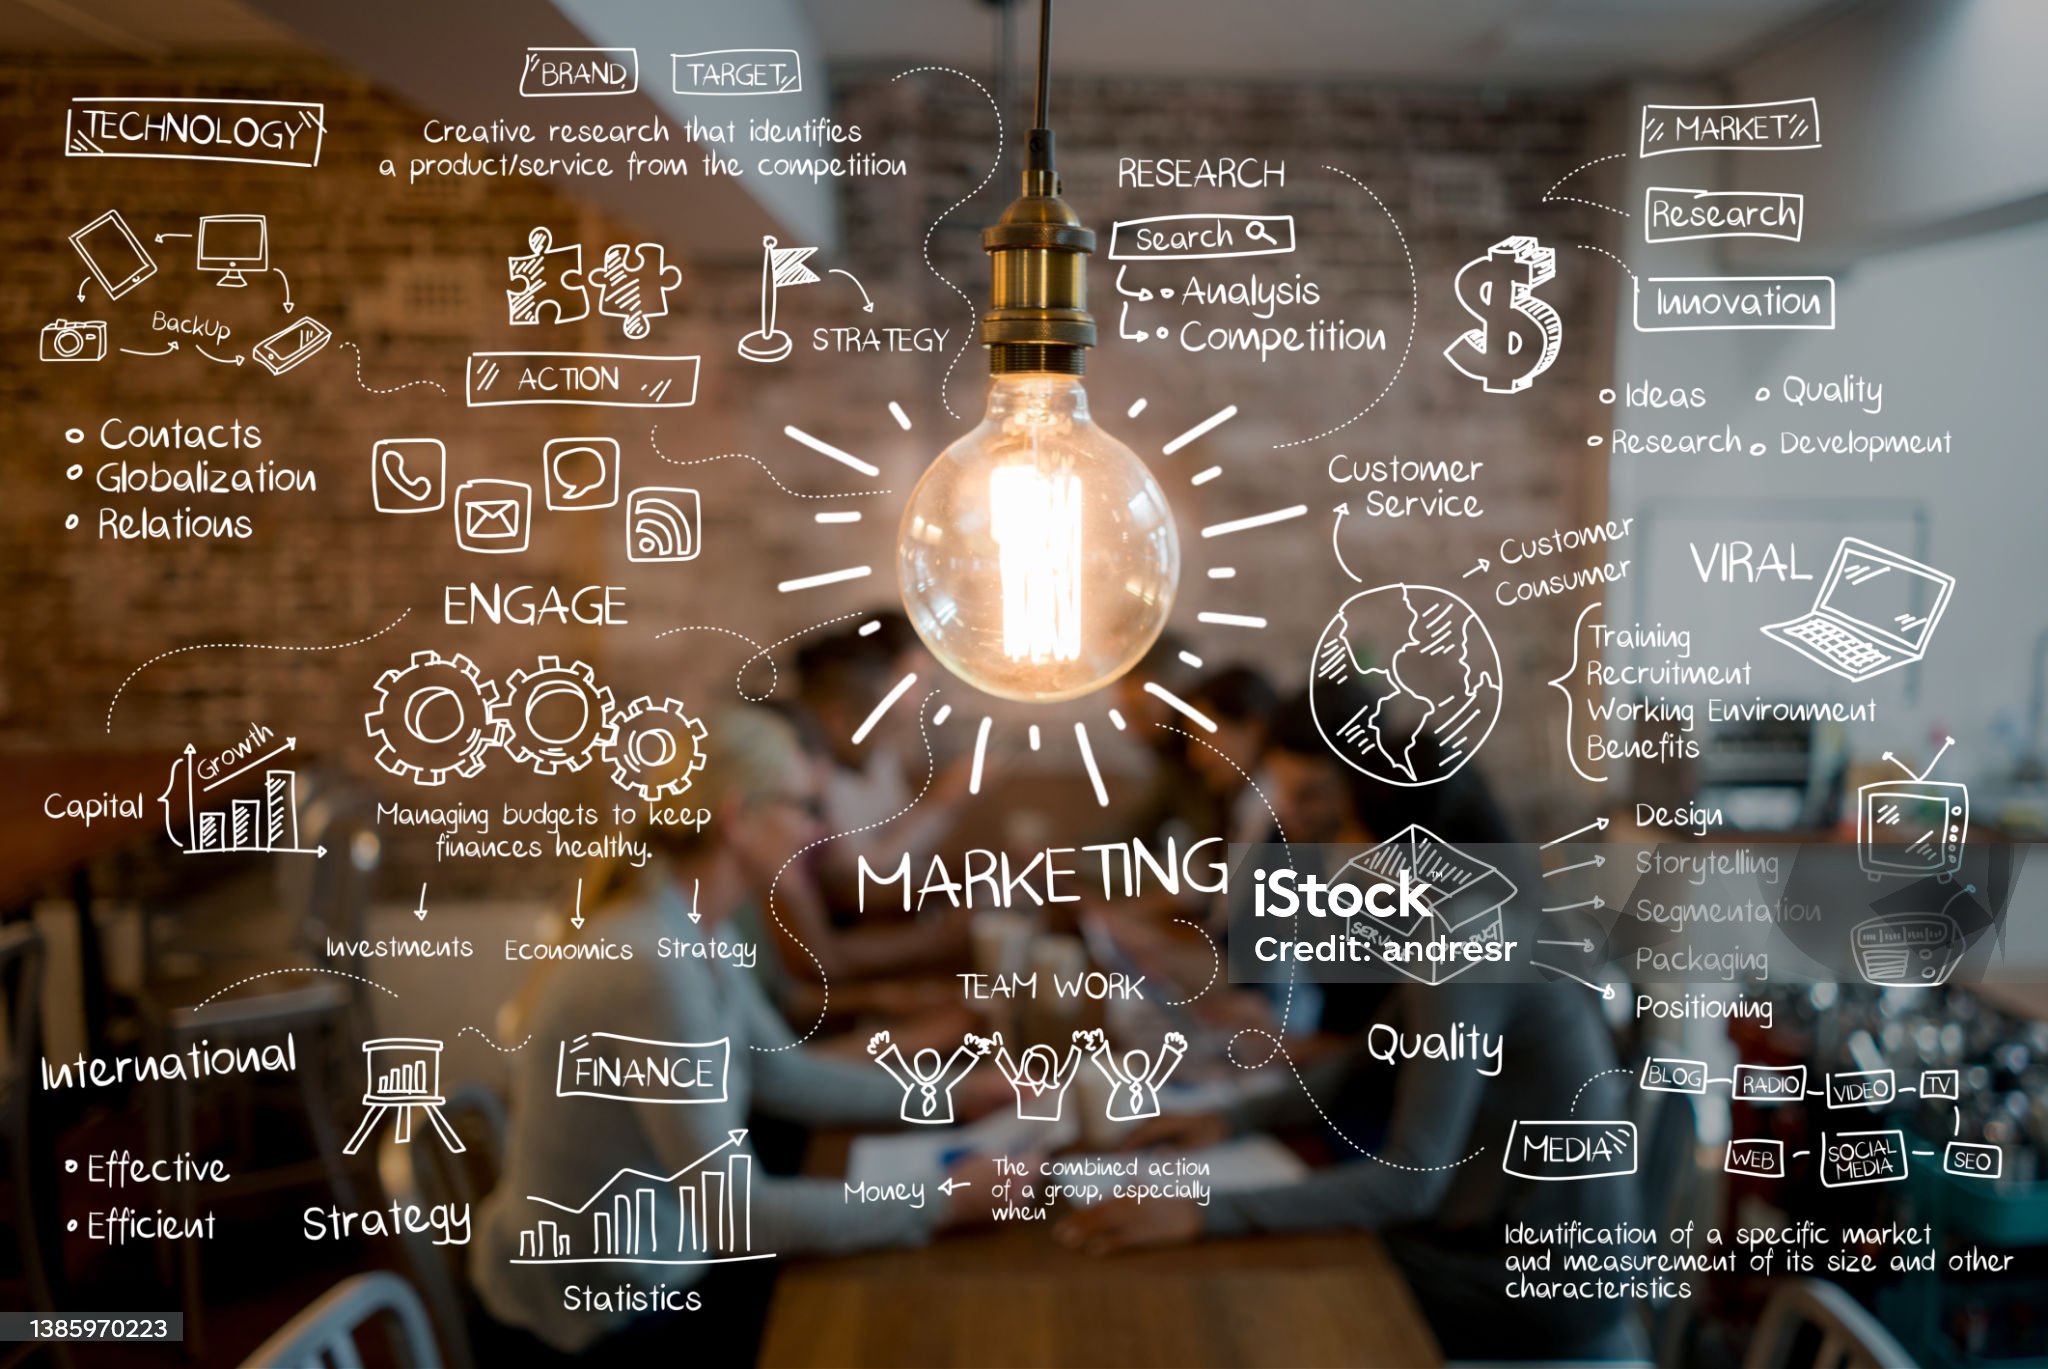 BRAND
TARGET
Creative research that identifies
a product/service from the competition
TECHNOLOGY
BackUp
Contacts
Globalization
Relations
STRATEGY
ACTION
ENGAGE
RESEARCH
Search
Analysis
Competition
MARKET
Research
Innovation
Ideas
Quality
Research
Development
Customer
Service
Customer
Consumer
VIRAL
Training
Recruitment
Working Environment
Benefits
Capital
Growth
Managing budgets to keep
finances healthy.
Investments
Economics
Strategy
MARKETING
TEAM WORK
The combined action
of a group, especially
when
Money
International
Effective
Efficient
Strategy
FINANCE
Statistics
Design
Storytelling
Segmentation
Packaging
Positioning
Quality
MEDIA
BLOG
RADIO
VIDEO
TV
WEB
SOCIAL
MEDIA
SEO
Identification of a specific market
and measurement of its size and other
characteristics
iStock™
Credit: andresr
1385970223